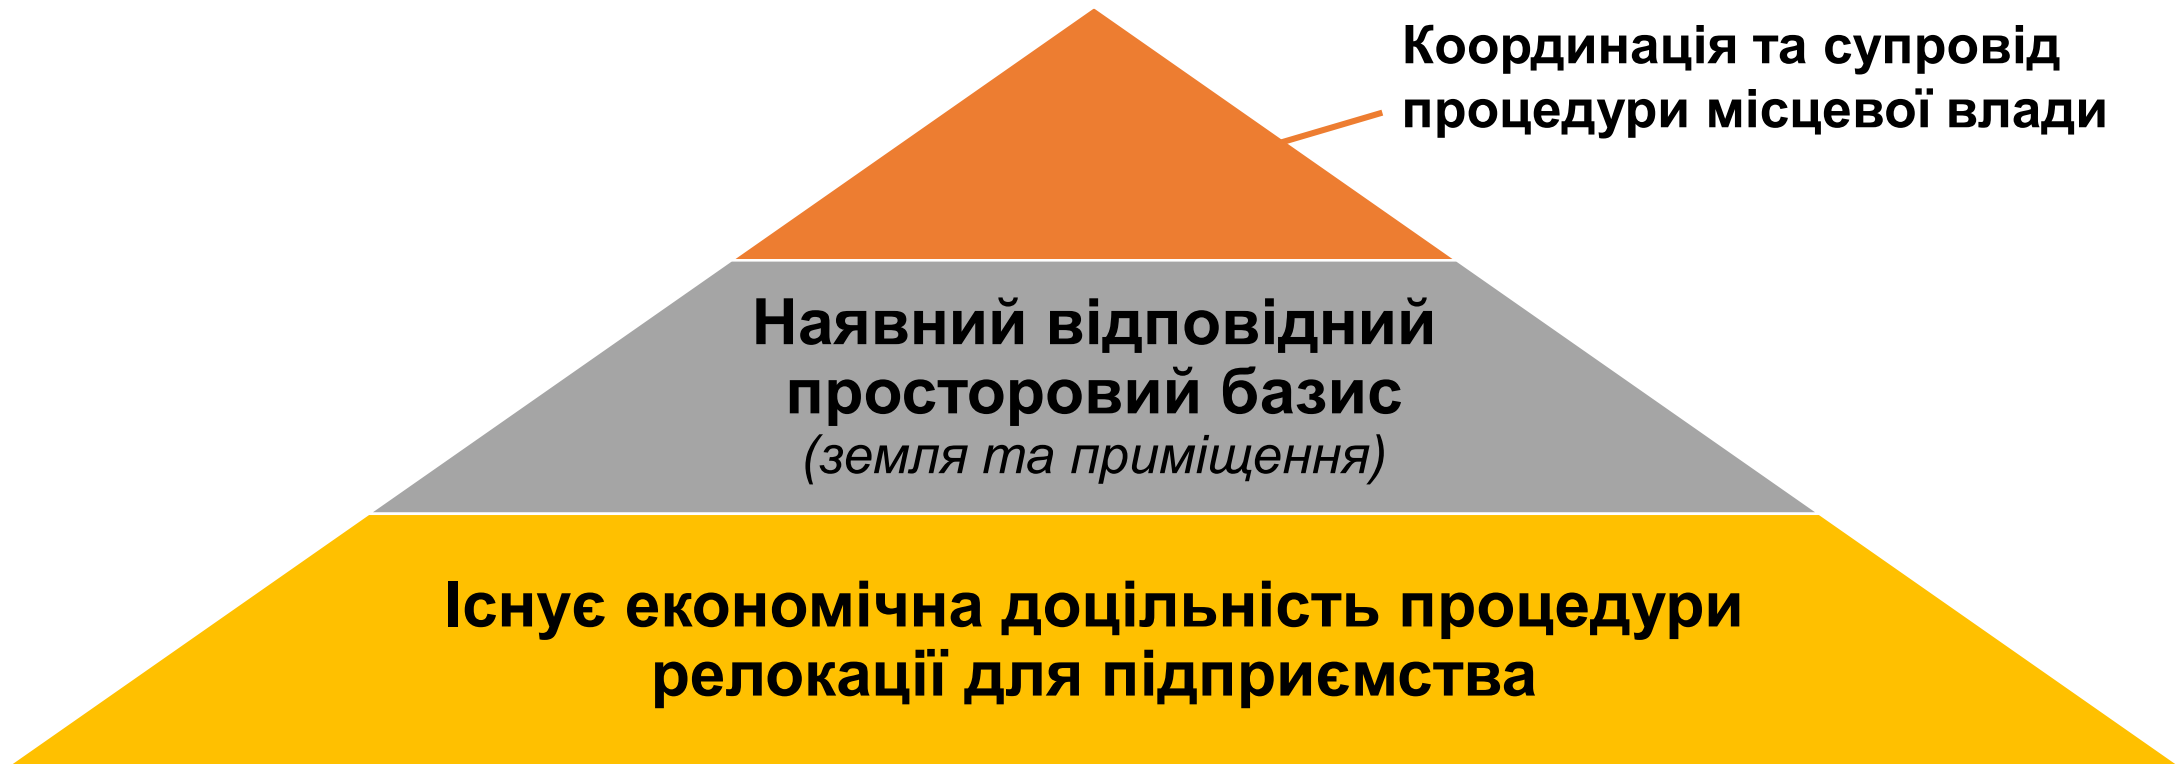 Координація та супровід
процедури місцевої влади
Наявний відповідний
просторовий базис
(земля та приміщення)
Існує економічна доцільність процедури
релокації для підприємства